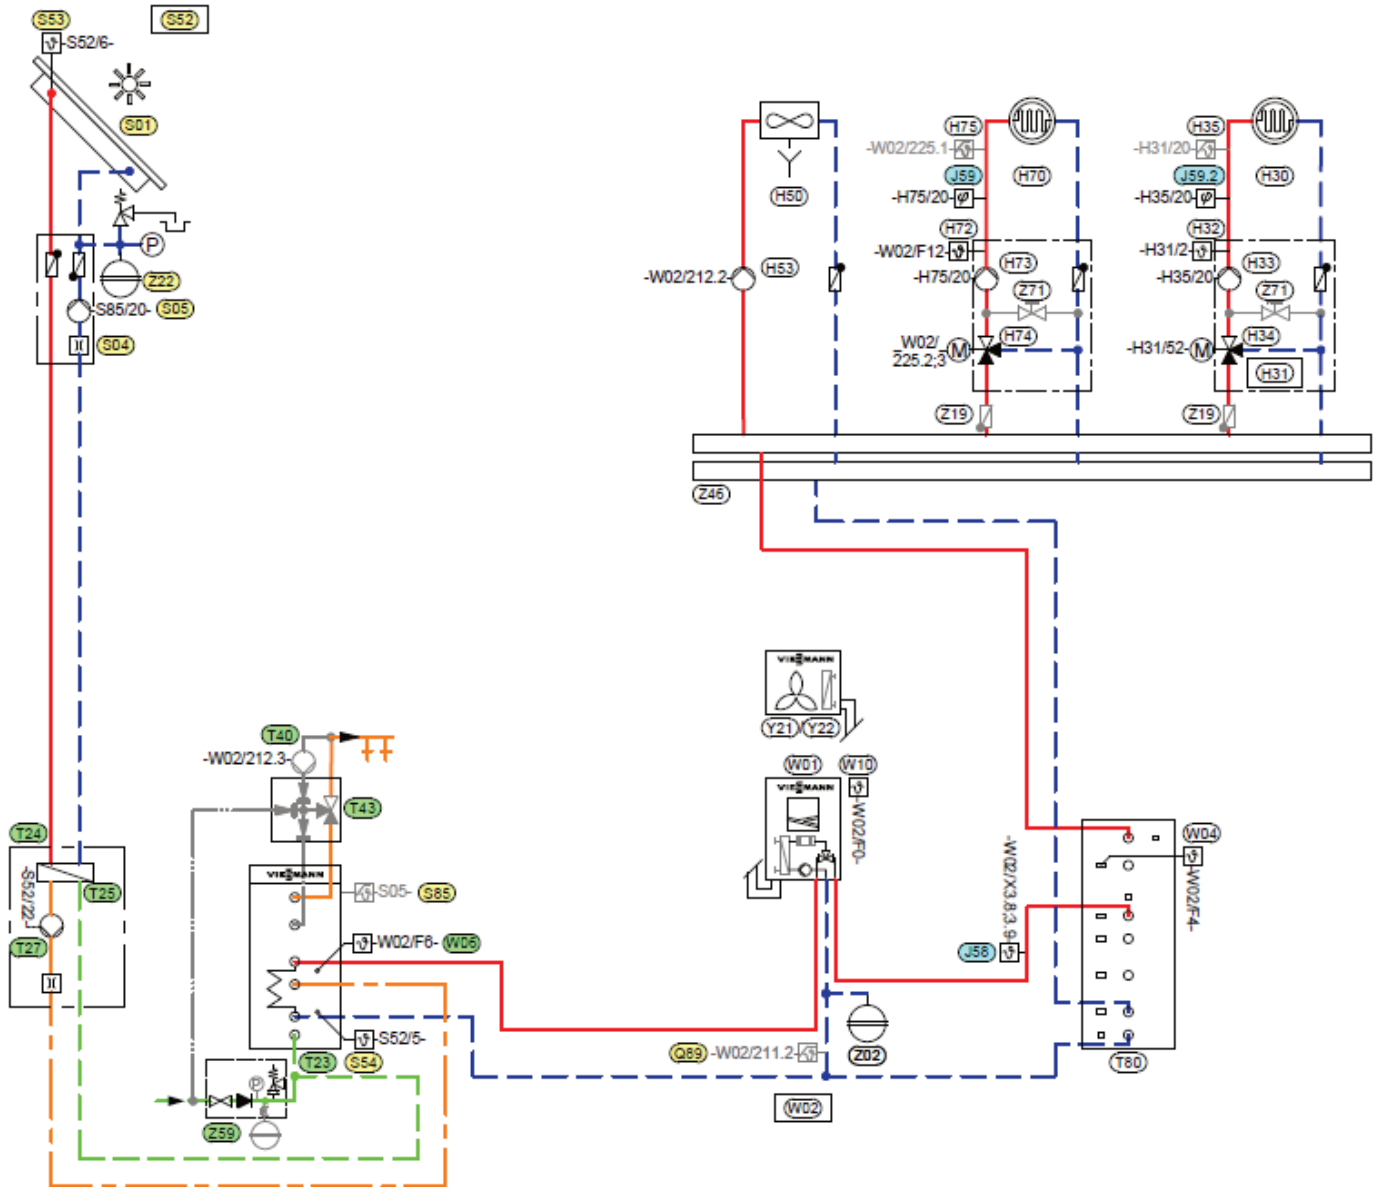 S53
S52
-S52/6-
S01
P
Z22
-S85/20-
S05
S04
H50
-W02/212.2-
H53
H75
-W02/225.1-
J59
H70
-H75/20-
H72
-W02/F12-
-H75/20-
H73
Z71
W02/
225.2;3
M
H74
Z19
H35
-H31/20-
J59.2
H30
-H35/20-
H32
-H31/2-
-H35/20-
H33
Z71
-H31/52-
M
H34
H31
Z19
Z46
VIESMANN
Y21/Y22
W01
W10
VIESMANN
-W02/F0-
T40
-W02/212.3-
T43
T24
-S52/22-
T25
T27
VIESMANN
S05-
S85
-W02/F6-
W06
-S52/5-
T23
S54
P
Z59
-W02/X3.8;3.9-
J58
W04
-W02/F4-
Q89
-W02/211.2-
Z02
T80
W02